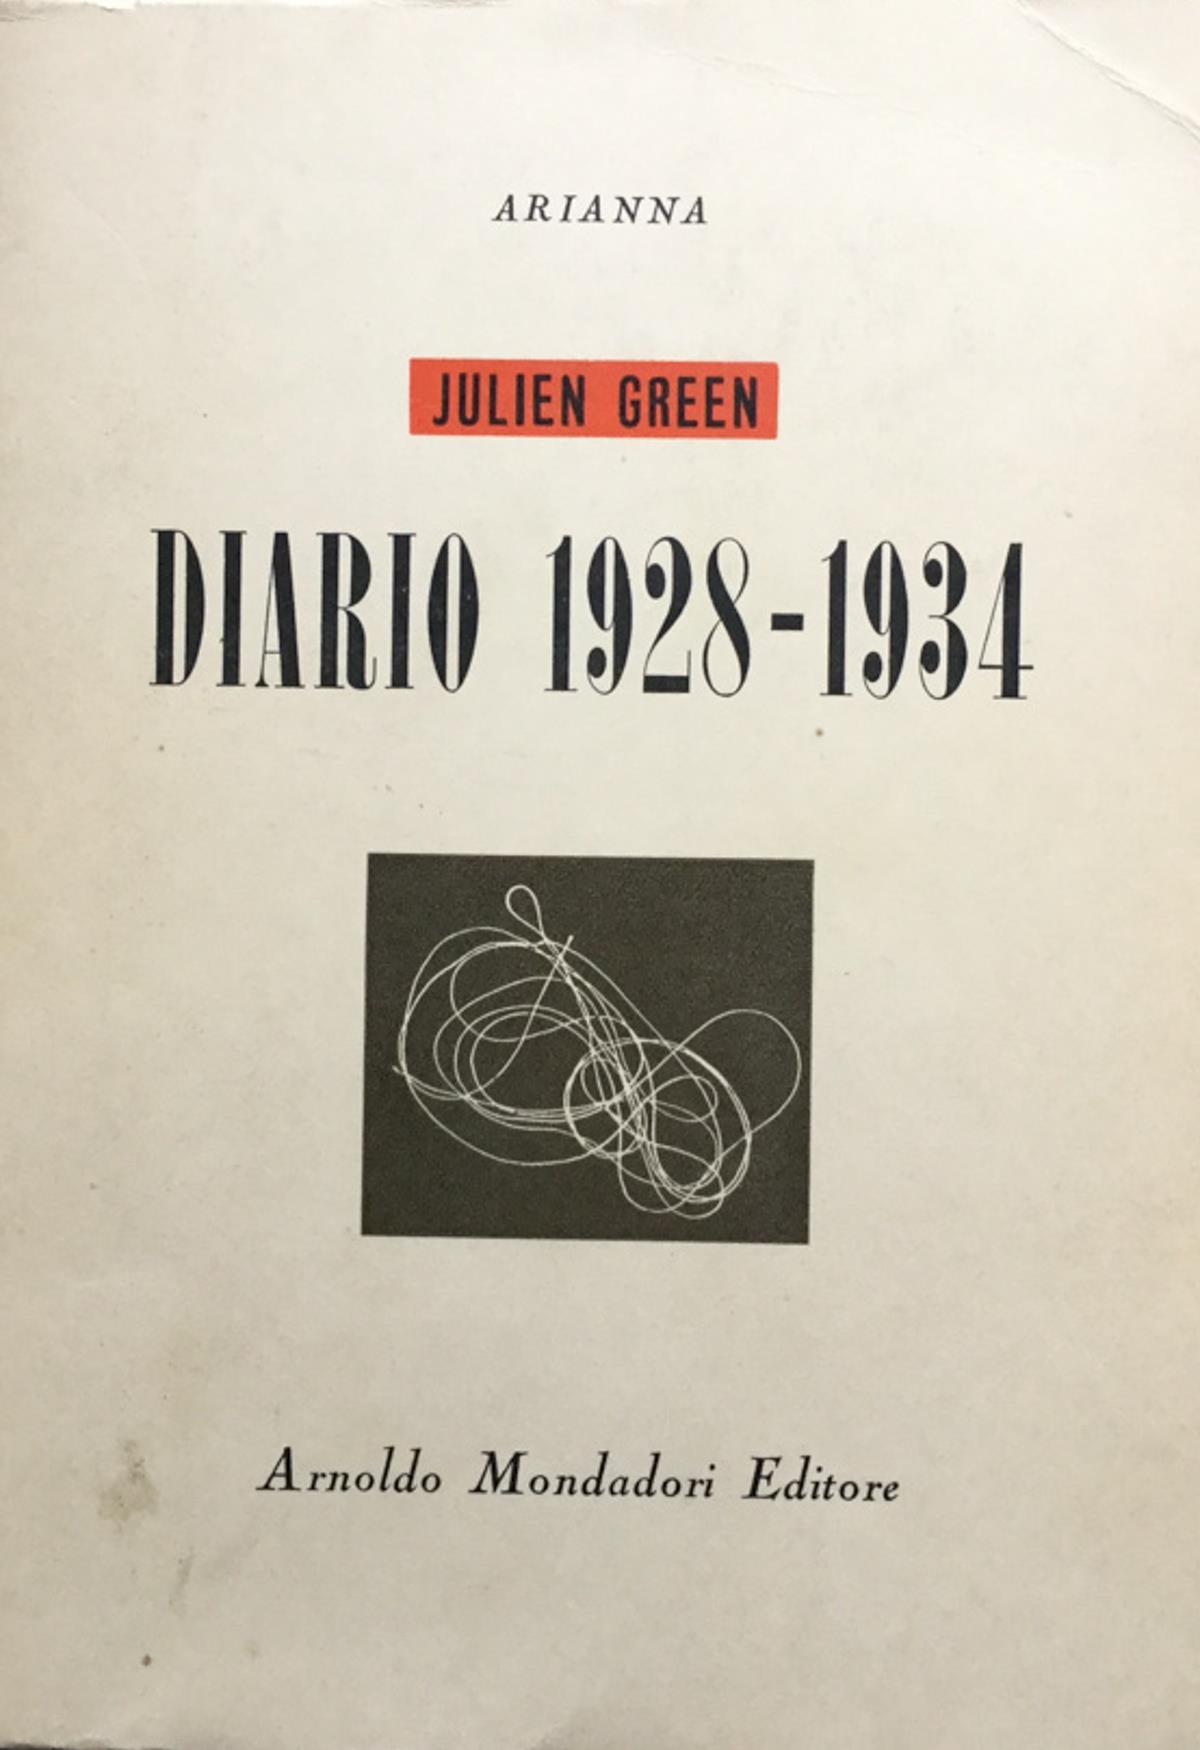 ARIANNA
JULIEN GREEN
DIARIO 1928-1934
Arnoldo Mondadori Editore